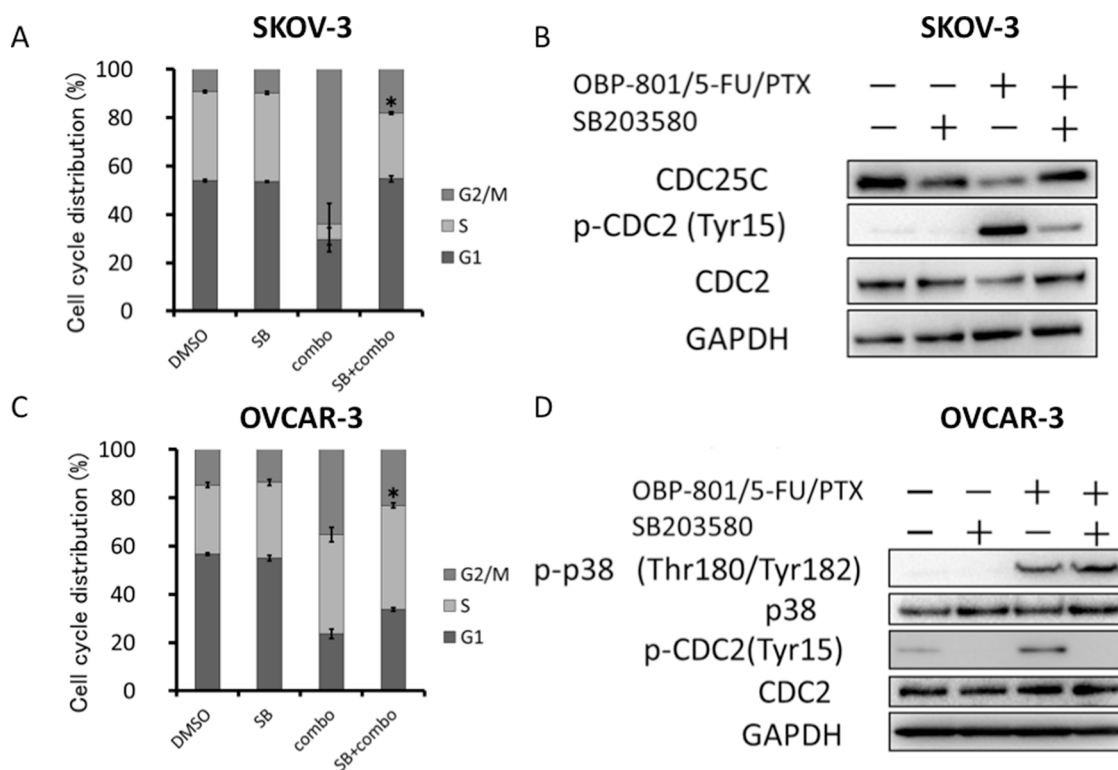 A
SKOV-3
Cell cycle distribution (%)
100
80
60
40
20
0
*
G2/M
S
G1
DMSO
SB
combo
SB+combo
B
SKOV-3
OBP-801/5-FU/PTX − − + +
SB203580 − + − +
CDC25C
p-CDC2 (Tyr15)
CDC2
GAPDH
C
OVCAR-3
Cell cycle distribution (%)
100
80
60
40
20
0
*
G2/M
S
G1
DMSO
SB
combo
SB+combo
D
OVCAR-3
OBP-801/5-FU/PTX − − + +
SB203580 − + − +
p-p38 (Thr180/Tyr182)
p38
p-CDC2(Tyr15)
CDC2
GAPDH